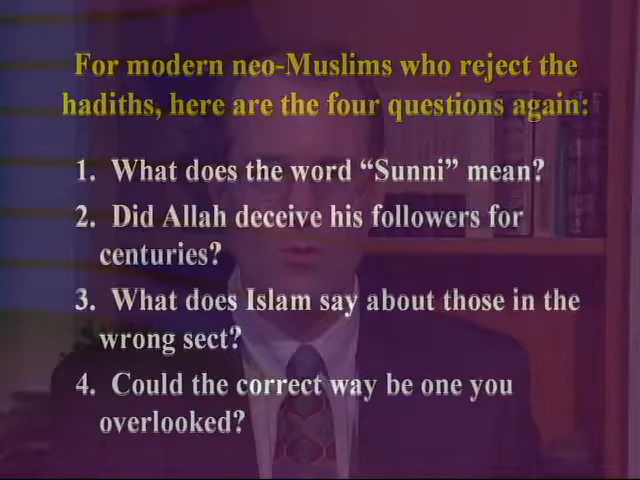 For modern neo-Muslims who reject the
hadiths, here are the four questions again:
1. What does the word “Sunni” mean?
2. Did Allah deceive his followers for
centuries?
3. What does Islam say about those in the
wrong sect?
4. Could the correct way be one you
overlooked?